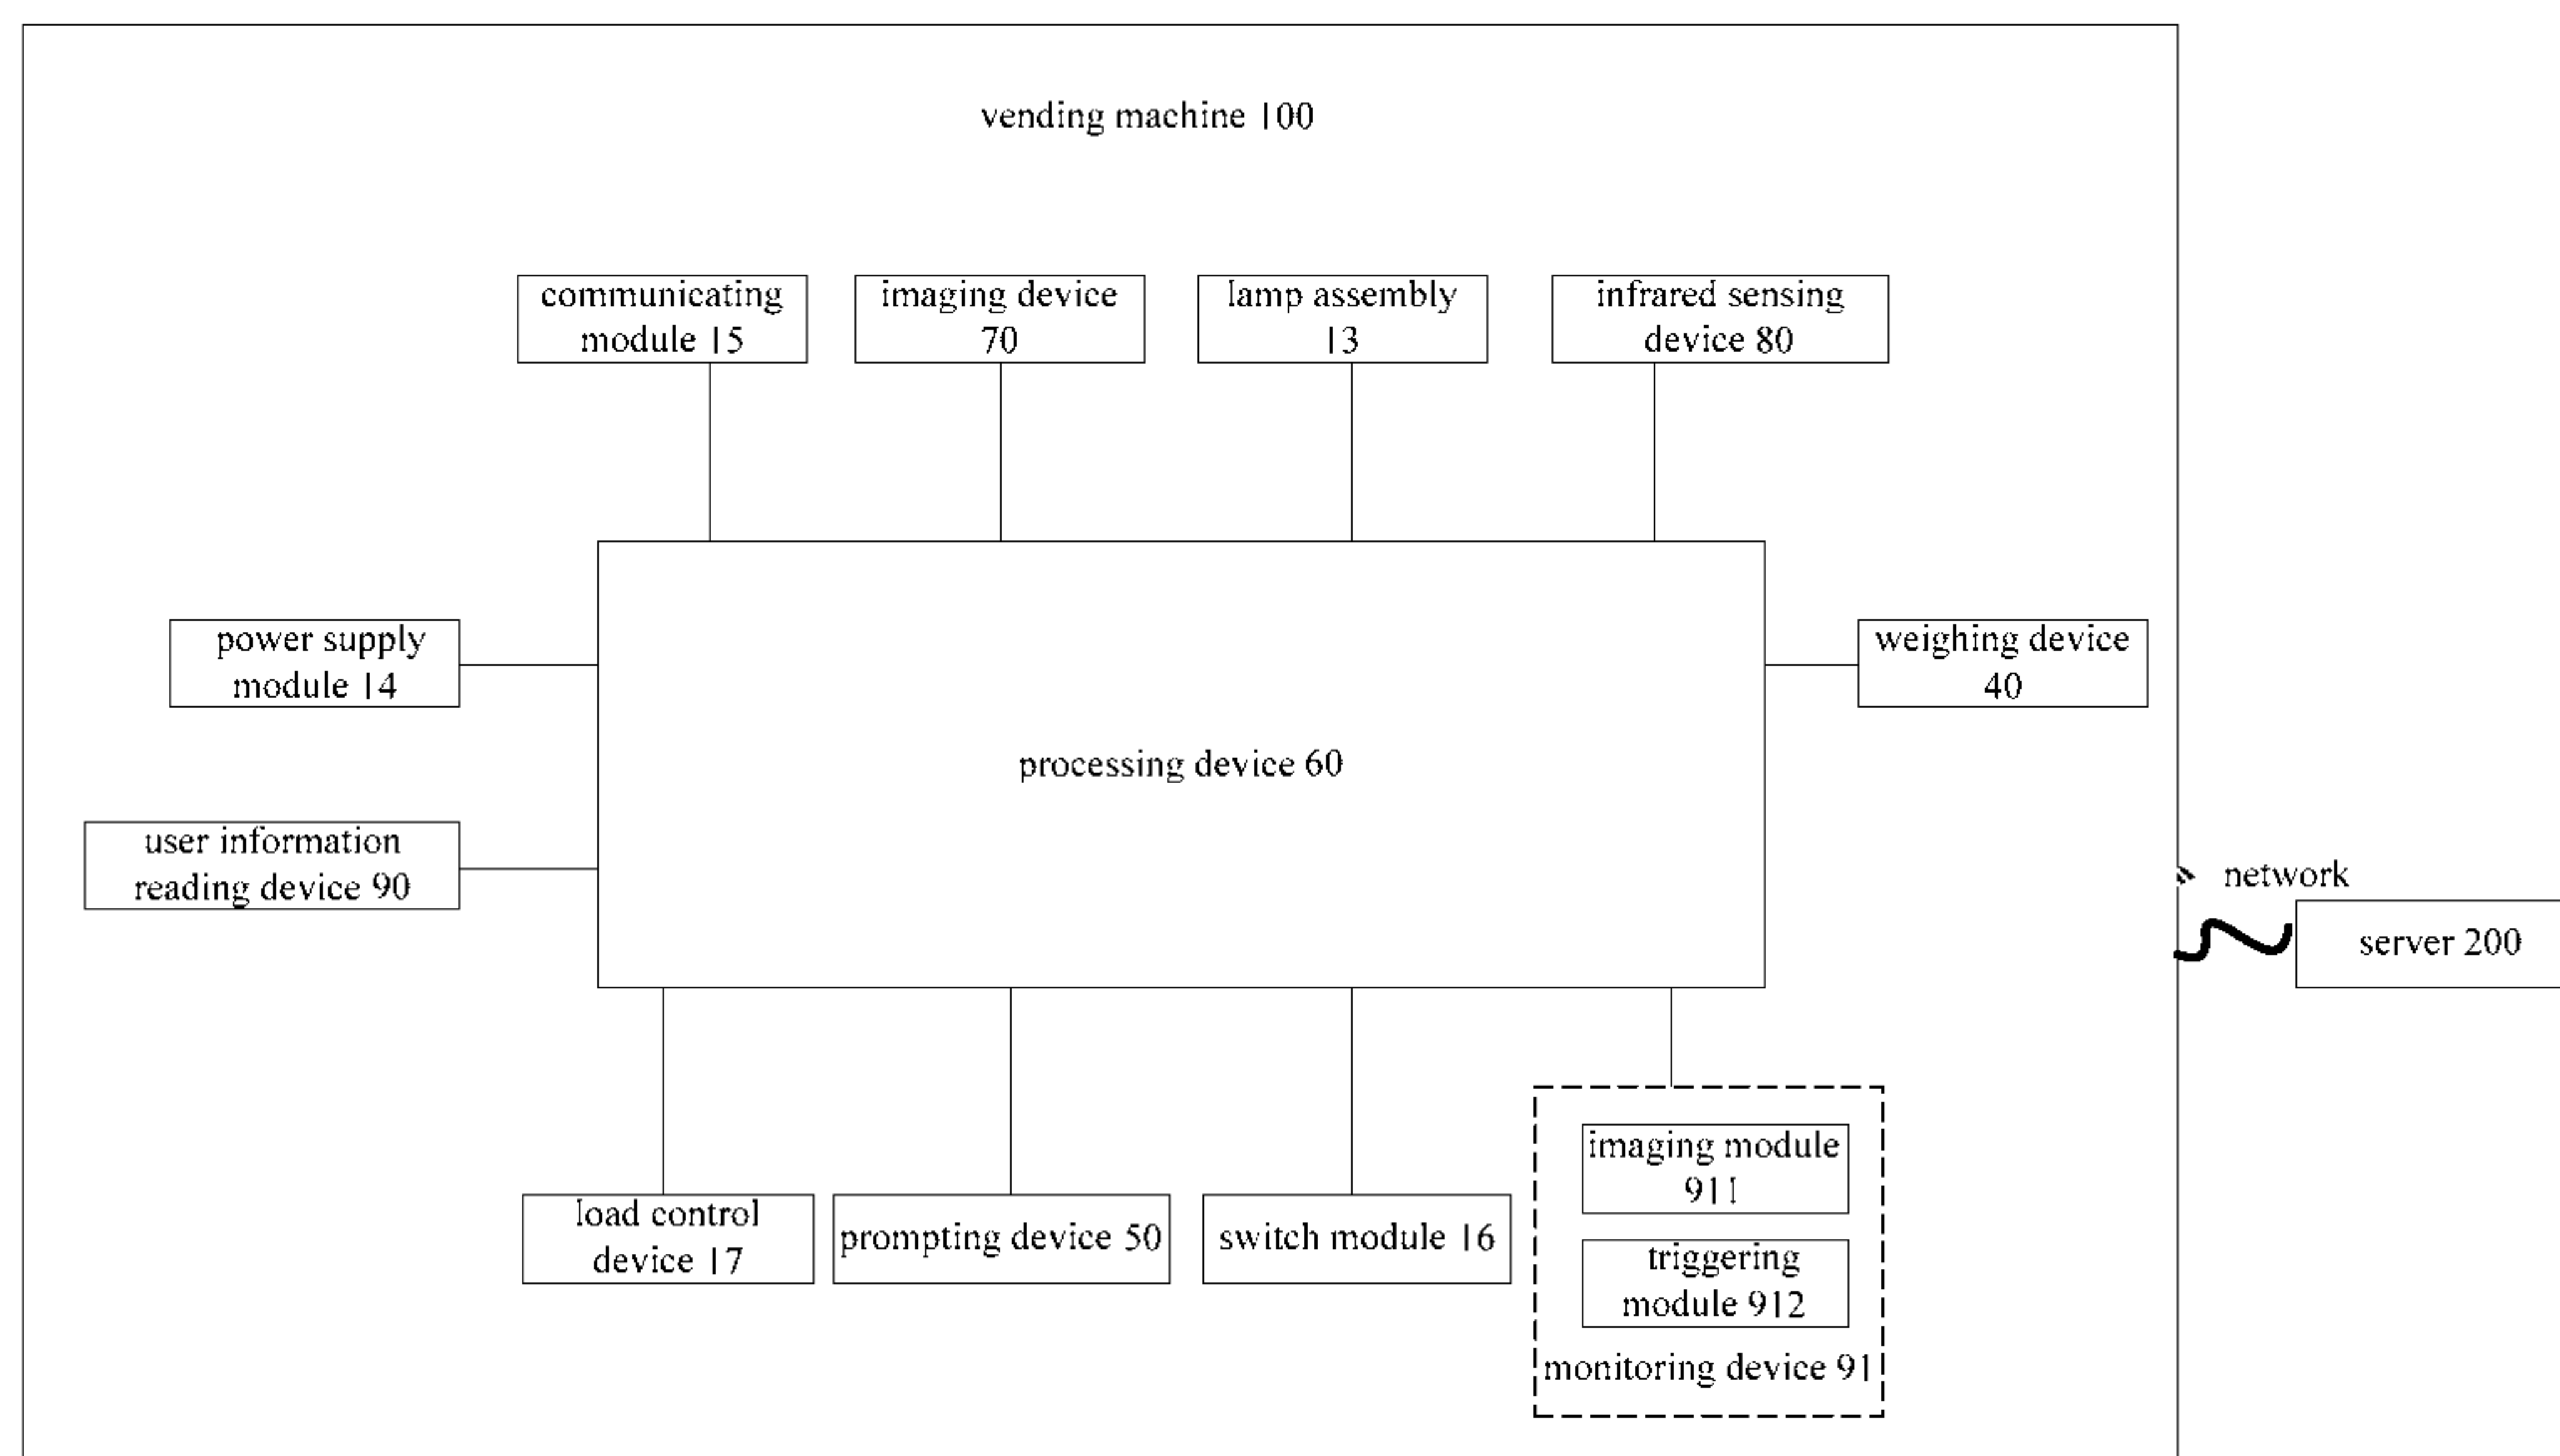 vending machine 100
communicating
module 15
imaging device
70
lamp assembly
13
infrared sensing
device 80
power supply
module 14
weighing device
40
processing device 60
user information
reading device 90
network
server 200
load control
device 17
prompting device 50
switch module 16
imaging module
911
triggering
module 912
monitoring device 91